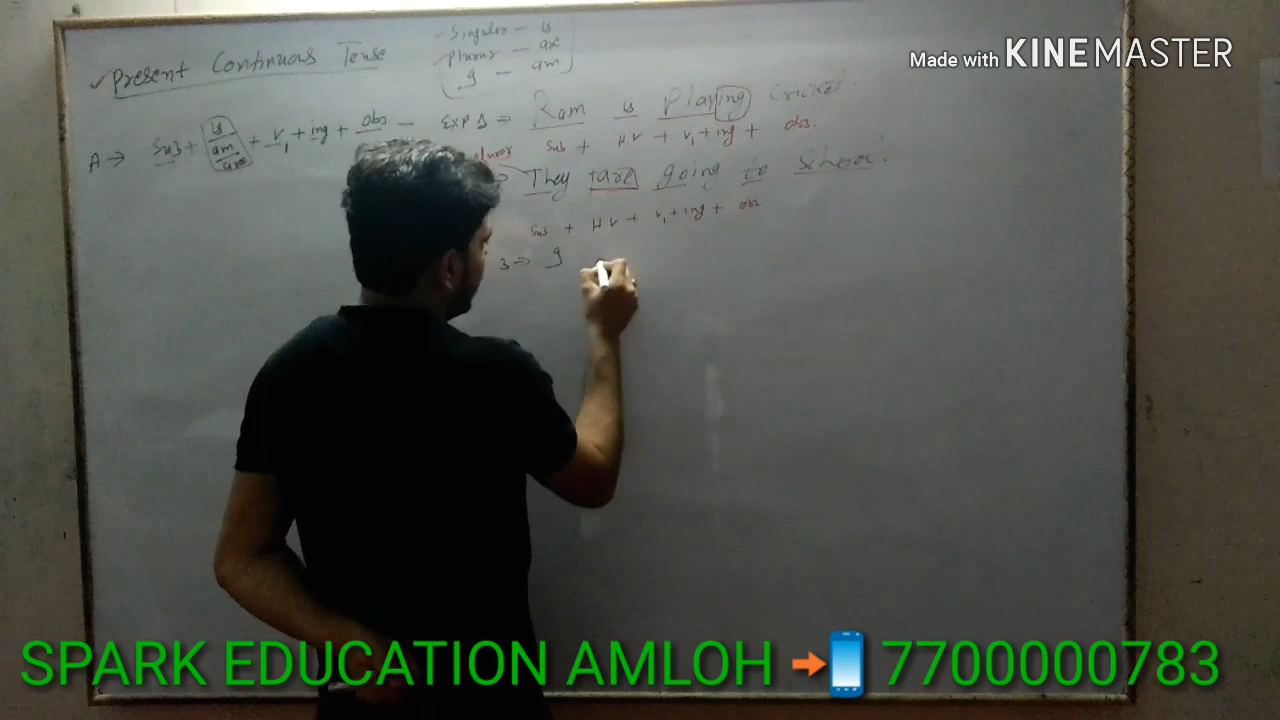 Singular - is
Plural - are
I - am
Present Continuous Tense
Made with KINEMASTER
A → Sub + is/am/are + V1 + ing + obj - EXP 1 ⇒ Ram is Playing Cricket.
Sub + HV + V1 + ing + obj.
Plural
They are going to School.
Sub + HV + V1 + ing + obj
3 → I
SPARK EDUCATION AMLOH → 7700000783